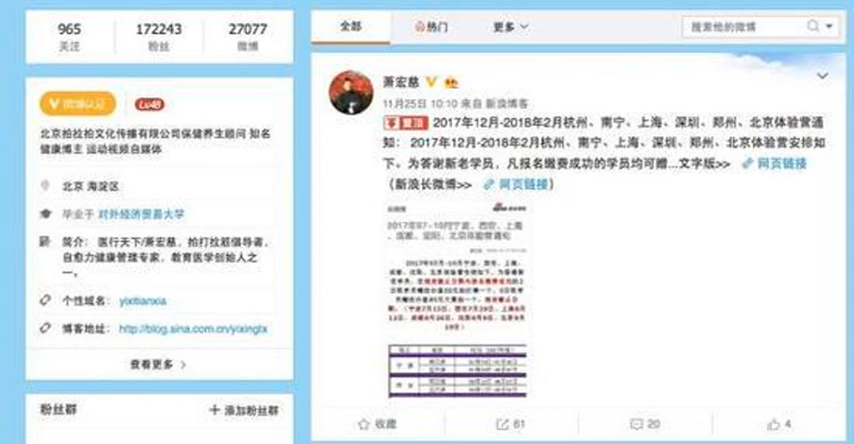 965
172243
27077
关注
粉丝
微博
微博认证
Lv48
北京拍拉拍文化传播有限公司保健养生顾问 知名
健康博主 运动视频自媒体
北京 海淀区
毕业于 对外经济贸易大学
简介： 医行天下/萧宏慈，拍打拉筋倡导者，
自愈力健康管理专家，教育医学创始人之
一。
个性域名： yixitianxia
博客地址： http://blog.sina.com.cn/yixingtx
查看更多 >
粉丝群
+ 添加粉丝群
全部
热门
更多
搜索他的微博
萧宏慈
11月25日 10:10 来自 新浪博客
置顶 2017年12月-2018年2月杭州、南宁、上海、深圳、郑州、北京体验营通
知： 2017年12月-2018年2月杭州、南宁、上海、深圳、郑州、北京体验营安排如
下。为答谢新老学员，凡报名缴费成功的学员均可赠...文字版>> 网页链接
（新浪长微博>> 网页链接）
收藏
61
20
4